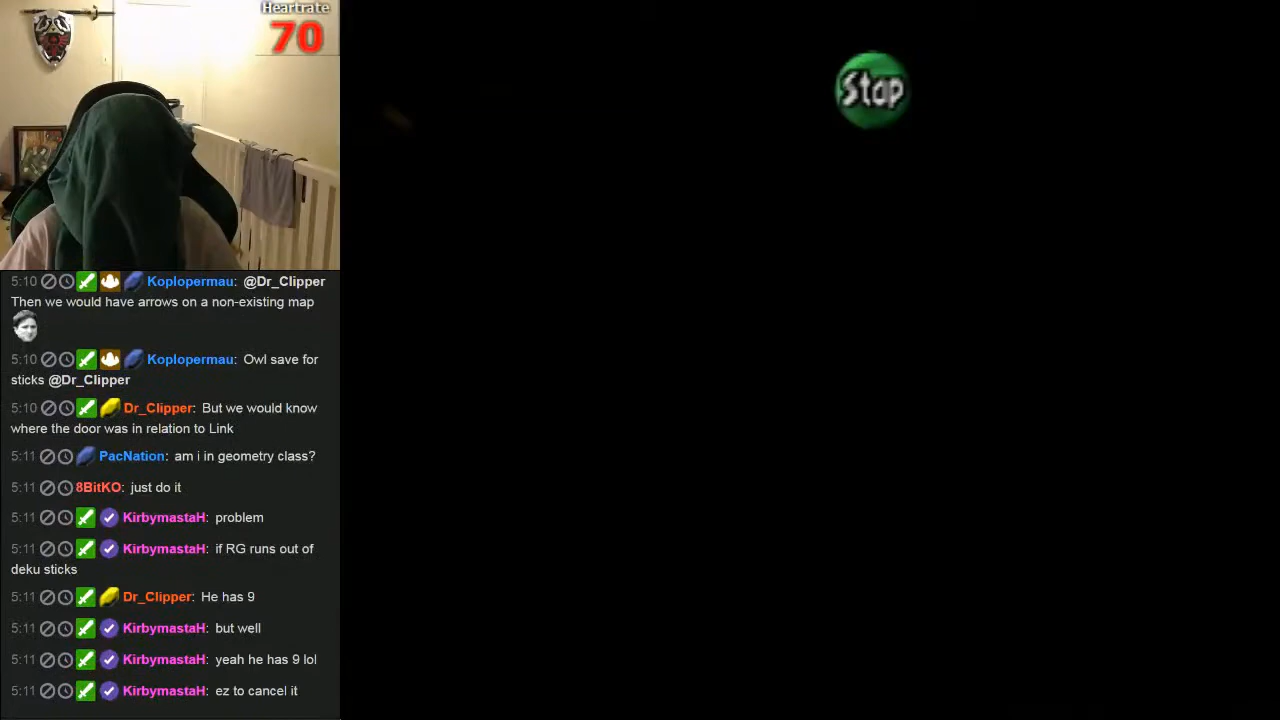 Heartrate
70
Stop
5:10 Koplopermau: @Dr_Clipper
Then we would have arrows on a non-existing map
5:10 Koplopermau: Owl save for
sticks @Dr_Clipper
5:10 Dr_Clipper: But we would know
where the door was in relation to Link
5:11 PacNation: am i in geometry class?
5:11 8BitKO: just do it
5:11 KirbymastaH: problem
5:11 KirbymastaH: if RG runs out of
deku sticks
5:11 Dr_Clipper: He has 9
5:11 KirbymastaH: but well
5:11 KirbymastaH: yeah he has 9 lol
5:11 KirbymastaH: ez to cancel it